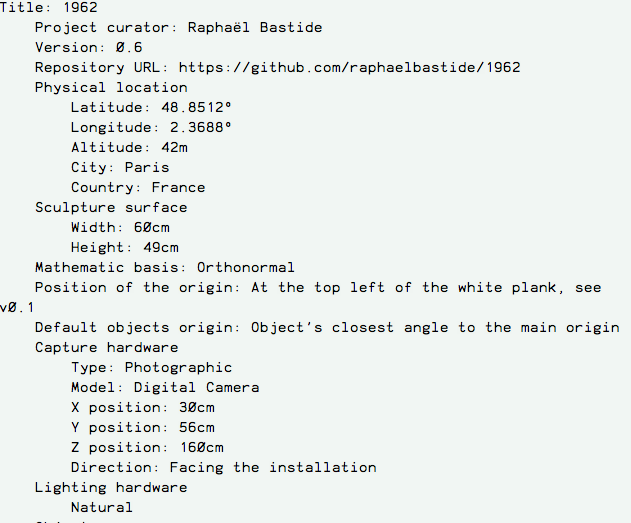 Title: 1962
Project curator: Raphaël Bastide
Version: 0.6
Repository URL: https://github.com/raphaelbastide/1962
Physical location
Latitude: 48.8512°
Longitude: 2.3688°
Altitude: 42m
City: Paris
Country: France
Sculpture surface
Width: 60cm
Height: 49cm
Mathematic basis: Orthonormal
Position of the origin: At the top left of the white plank, see
v0.1
Default objects origin: Object's closest angle to the main origin
Capture hardware
Type: Photographic
Model: Digital Camera
X position: 30cm
Y position: 56cm
Z position: 160cm
Direction: Facing the installation
Lighting hardware
Natural